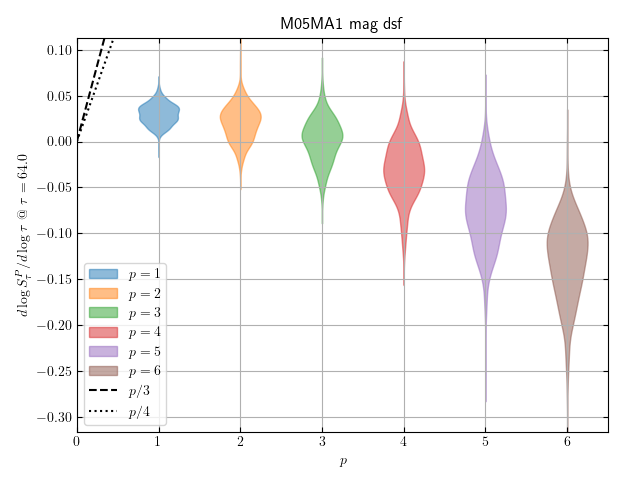 M05MA1 mag dsf
d log S_τ^P / d log τ @ τ = 64.0
0.10
0.05
0.00
−0.05
−0.10
−0.15
−0.20
−0.25
−0.30
p = 1
p = 2
p = 3
p = 4
p = 5
p = 6
p/3
p/4
0 1 2 3 4 5 6
p